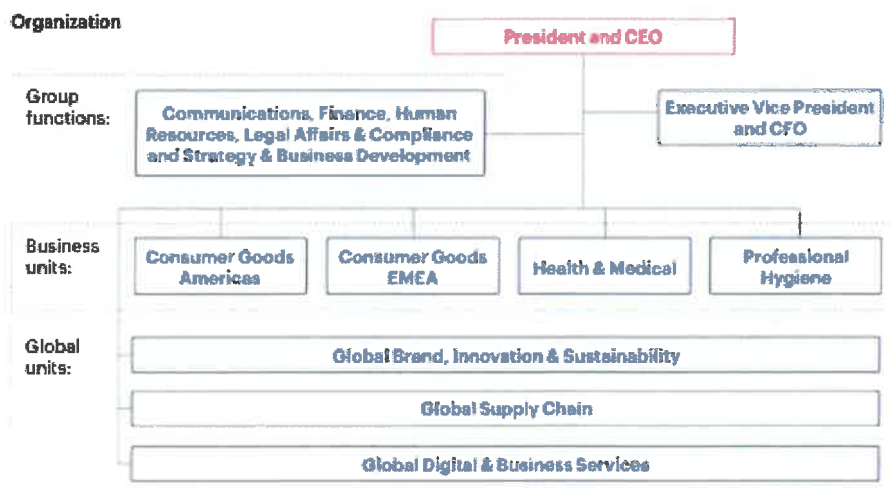 Organization
President and CEO
Group
functions:
Communications, Finance, Human
Resources, Legal Affairs & Compliance
and Strategy & Business Development
Executive Vice President
and CFO
Business
units:
Consumer Goods
Americas
Consumer Goods
EMEA
Health & Medical
Professional
Hygiene
Global
units:
Global Brand, Innovation & Sustainability
Global Supply Chain
Global Digital & Business Services